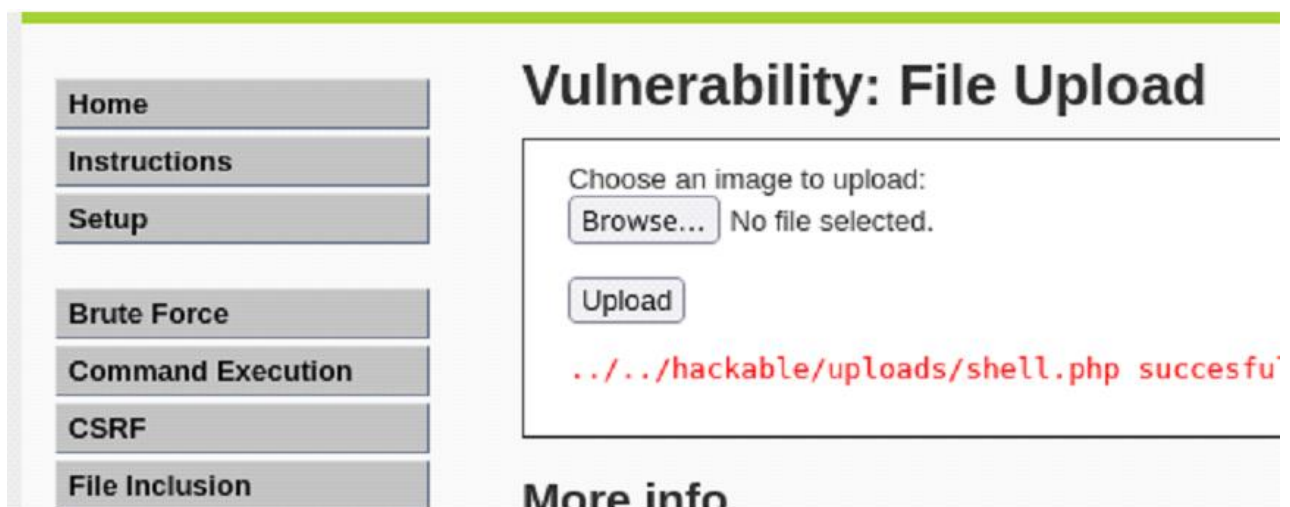 Home
Instructions
Setup
Brute Force
Command Execution
CSRF
File Inclusion
Vulnerability: File Upload
Choose an image to upload:
Browse... No file selected.
Upload
../../hackable/uploads/shell.php succesfu
More info